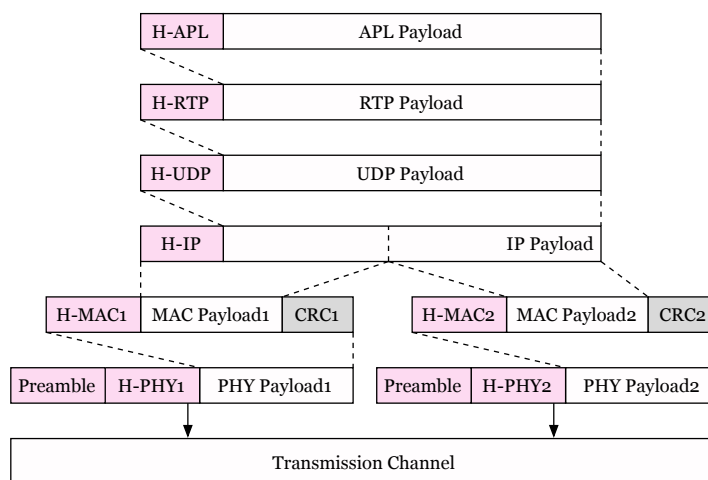 H-APL APL Payload
H-RTP RTP Payload
H-UDP UDP Payload
H-IP IP Payload
H-MAC1 MAC Payload1 CRC1 H-MAC2 MAC Payload2 CRC2
Preamble H-PHY1 PHY Payload1 Preamble H-PHY2 PHY Payload2
Transmission Channel